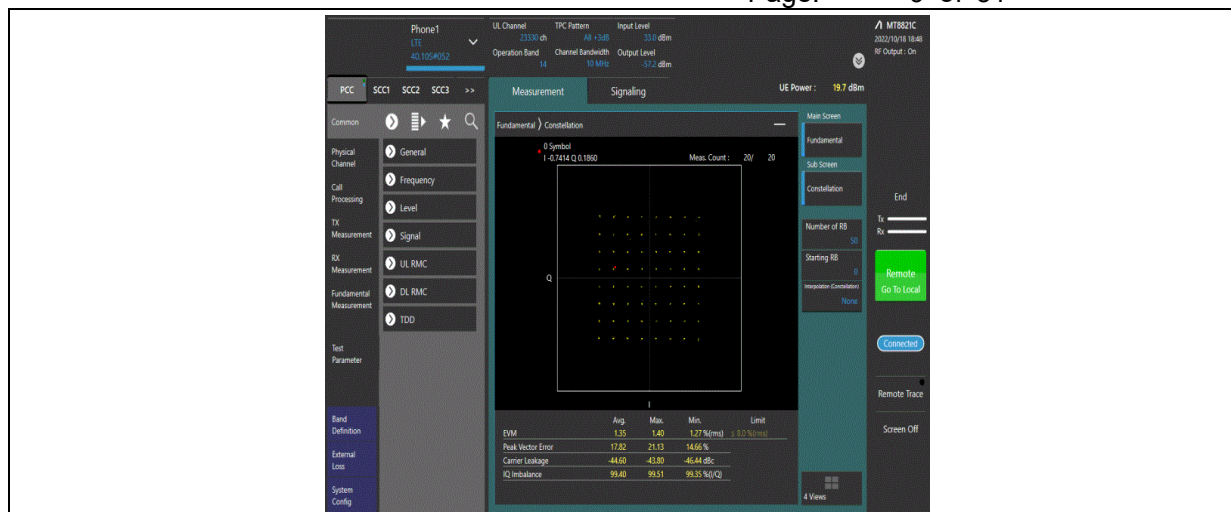 Phone1
LTE
40.10S#052
UL Channel
23330 ch
TPC Pattern
All +3dB
Input Level
33.0 dBm
Operation Band
14
Channel Bandwidth
10 MHz
Output Level
-57.2 dBm
MT8821C
2022/10/18 18:48
RF Output : On
PCC SCC1 SCC2 SCC3 >>
Measurement Signaling
UE Power : 19.7 dBm
Common
Physical
Channel
Call
Processing
TX
Measurement
RX
Measurement
Fundamental
Measurement
Test
Parameter
Band
Definition
External
Loss
System
Config
General
Frequency
Level
Signal
UL RMC
DL RMC
TDD
Fundamental 〉 Constellation
0 Symbol
I -0.7414 Q 0.1860
Meas. Count : 20/ 20
Q
I
Avg. Max. Min. Limit
EVM 1.35 1.40 1.27 %(rms) ≤ 8.0 %(rms)
Peak Vector Error 17.82 21.13 14.66 %
Carrier Leakage -44.60 -43.80 -46.44 dBc
IQ Imbalance 99.40 99.51 99.35 %(I/Q)
Main Screen
Fundamental
Sub Screen
Constellation
Number of RB
50
Starting RB
0
Interpolation (Constellation)
None
4 Views
End
Tx
Rx
Remote
Go To Local
Connected
Remote Trace
Screen Off